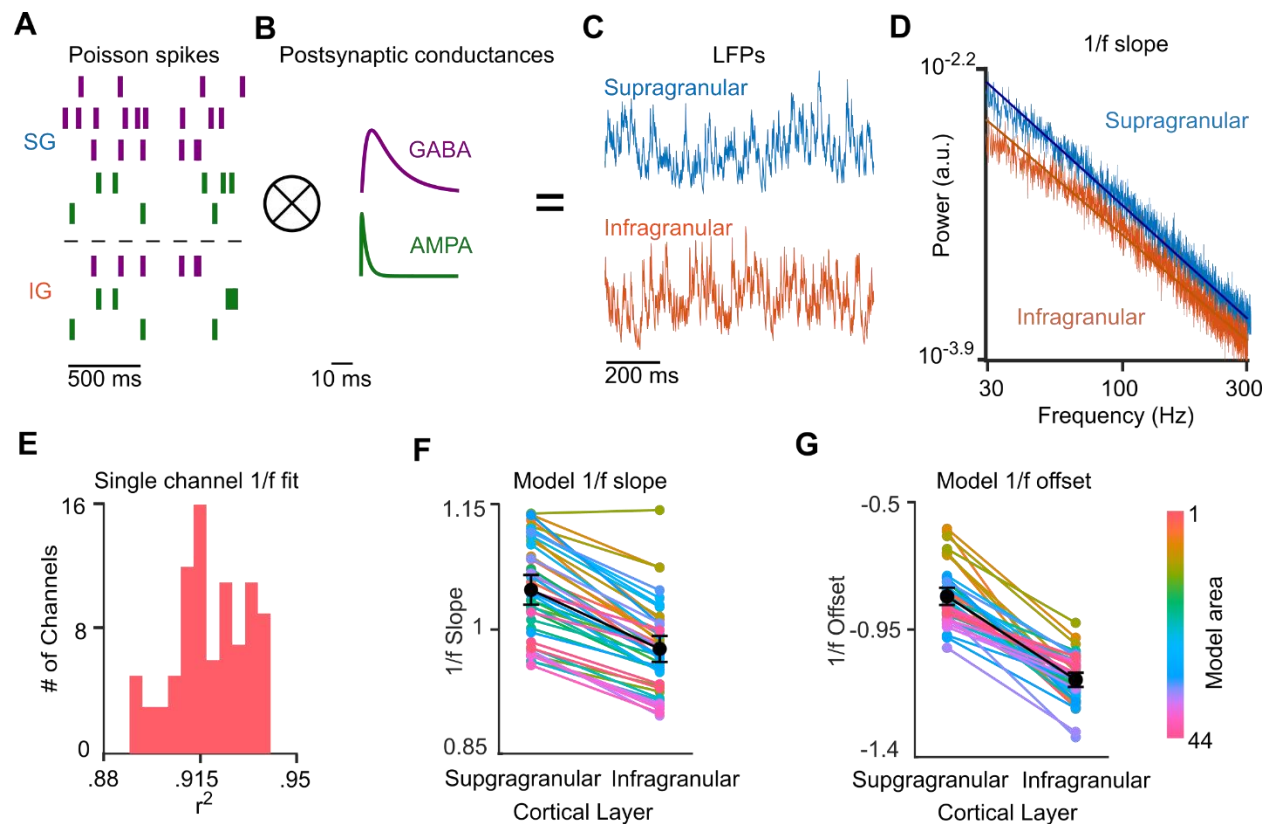 A
Poisson spikes
SG
IG
500 ms
B
Postsynaptic conductances
GABA
AMPA
10 ms
=
C
LFPs
Supragranular
Infragranular
200 ms
D
1/f slope
Power (a.u.)
10-2.2
10-3.9
Supragranular
Infragranular
30
100
300
Frequency (Hz)
E
Single channel 1/f fit
# of Channels
16
8
0
.88
.915
.95
r2
F
Model 1/f slope
1/f Slope
1.15
1
0.85
Supgragranular Infragranular
Cortical Layer
G
Model 1/f offset
1/f Offset
-0.5
-0.95
-1.4
Supgragranular Infragranular
Cortical Layer
1
44
Model area